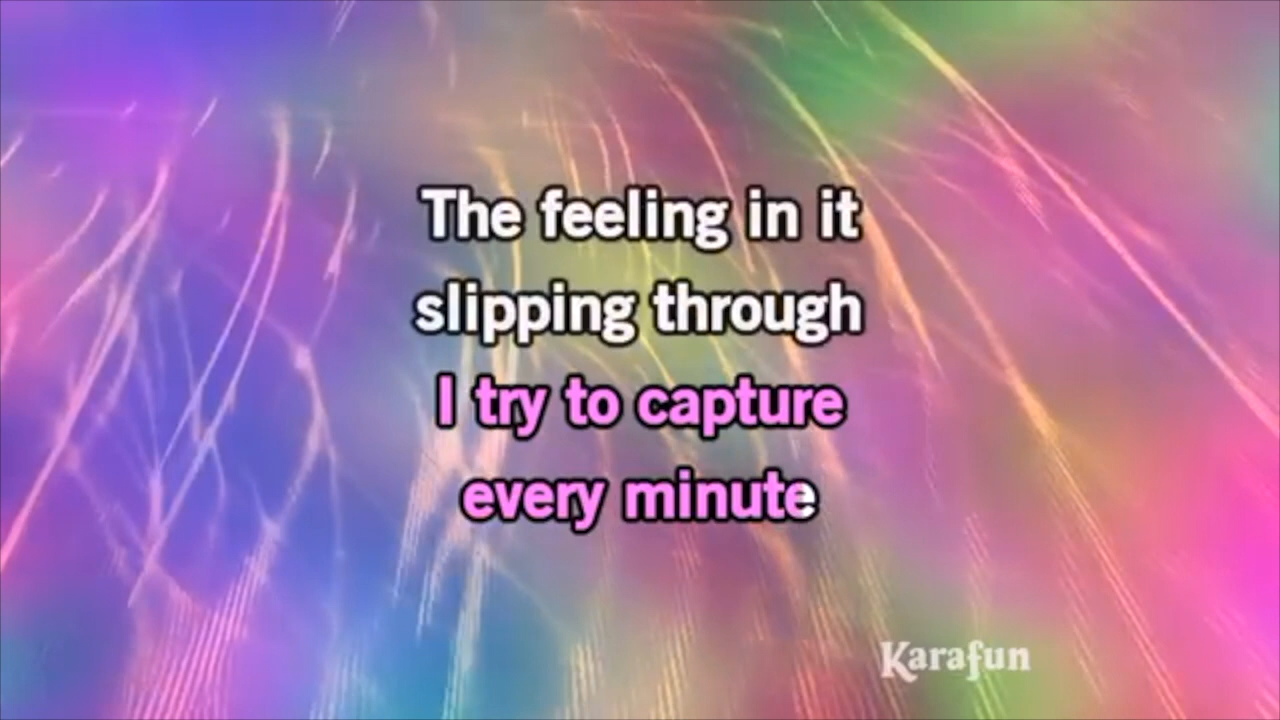 The feeling in it
slipping through
I try to capture
every minute
Karafun